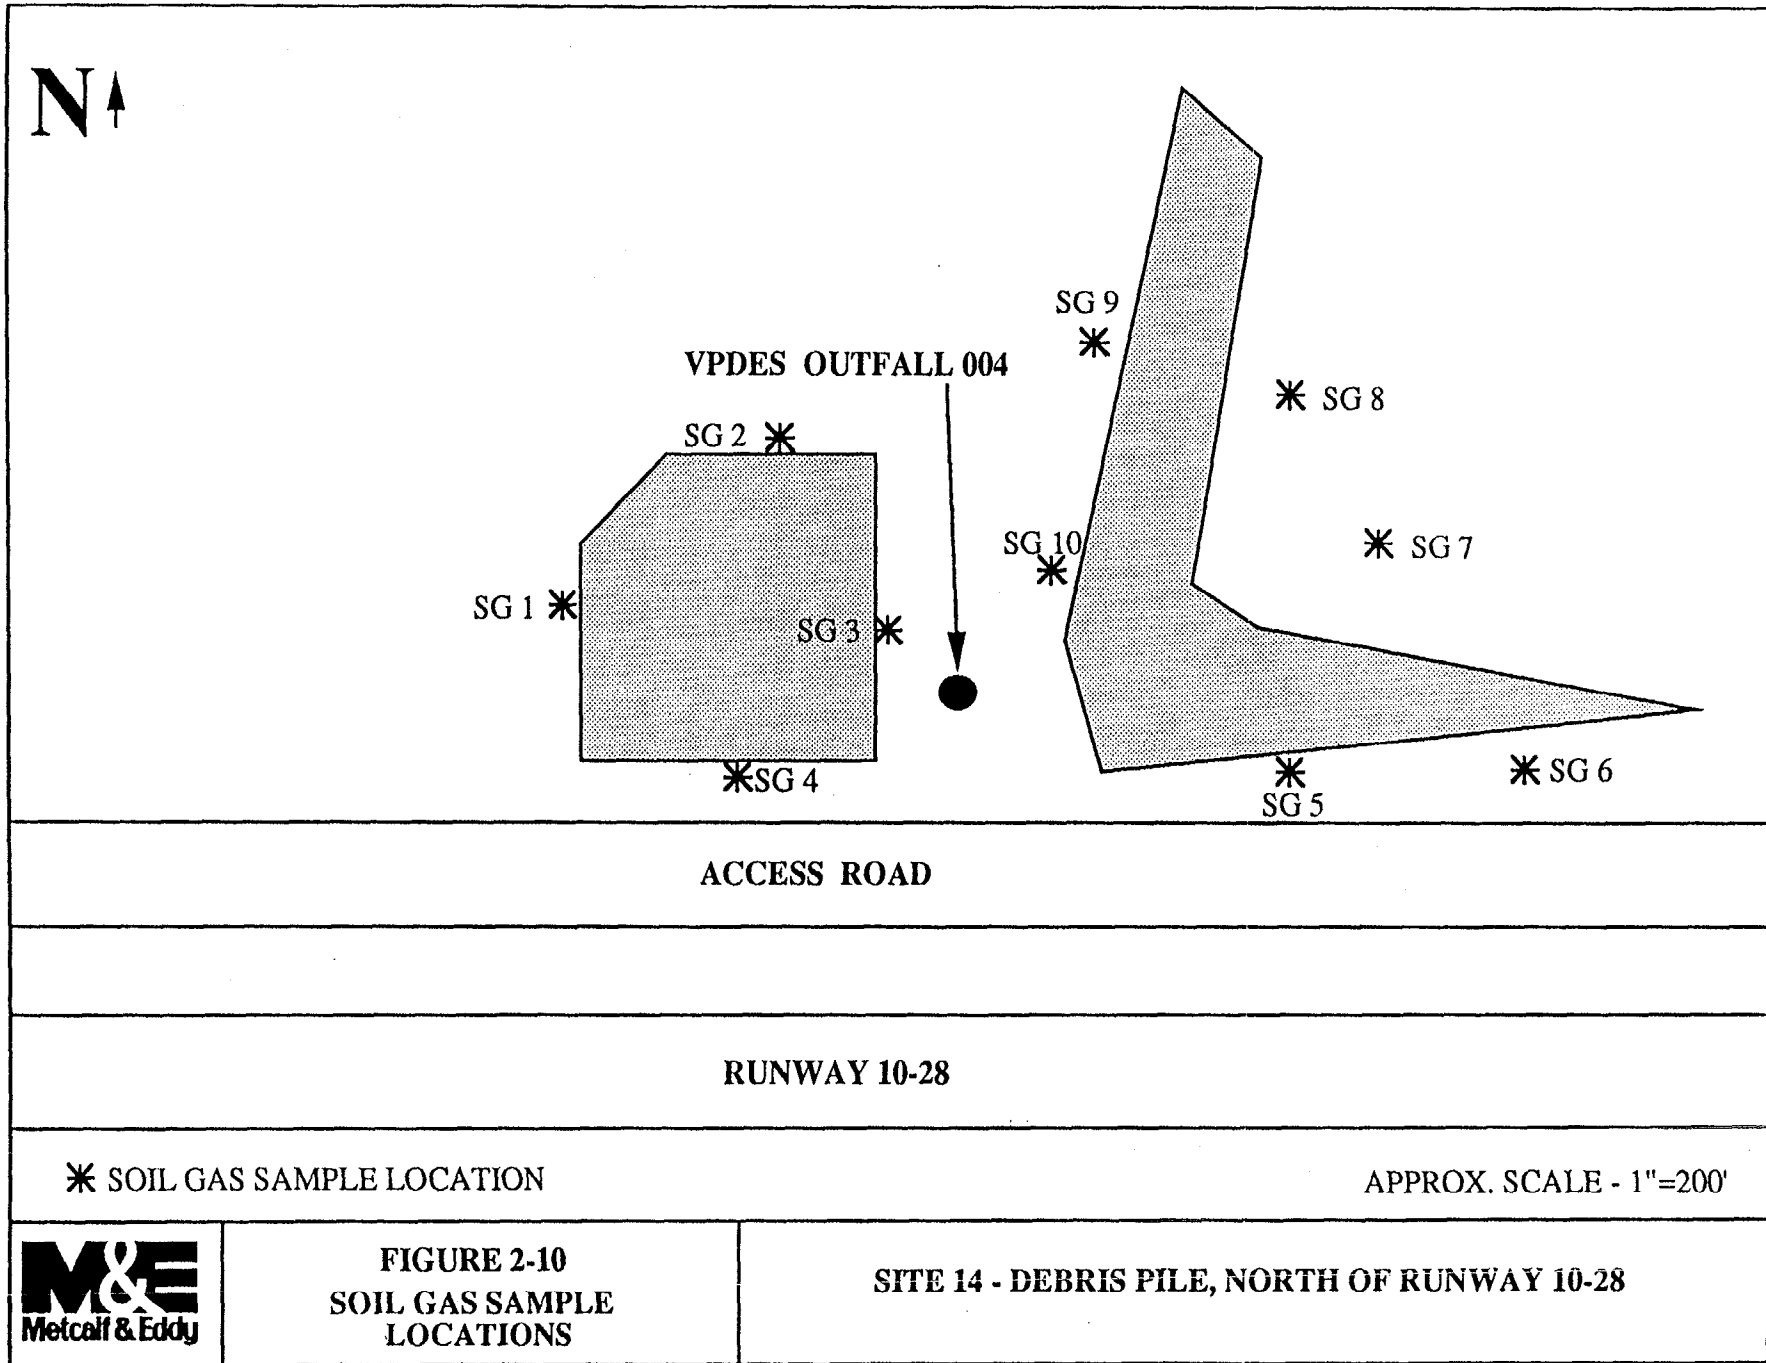 N
SG 9
VPDES OUTFALL 004
SG 8
SG 2
SG 10
SG 7
SG 1
SG 3
SG 4
SG 6
SG 5
ACCESS ROAD
RUNWAY 10-28
SOIL GAS SAMPLE LOCATION
APPROX. SCALE - 1"=200'
M&E
Metcalf & Eddy
FIGURE 2-10
SOIL GAS SAMPLE
LOCATIONS
SITE 14 - DEBRIS PILE, NORTH OF RUNWAY 10-28